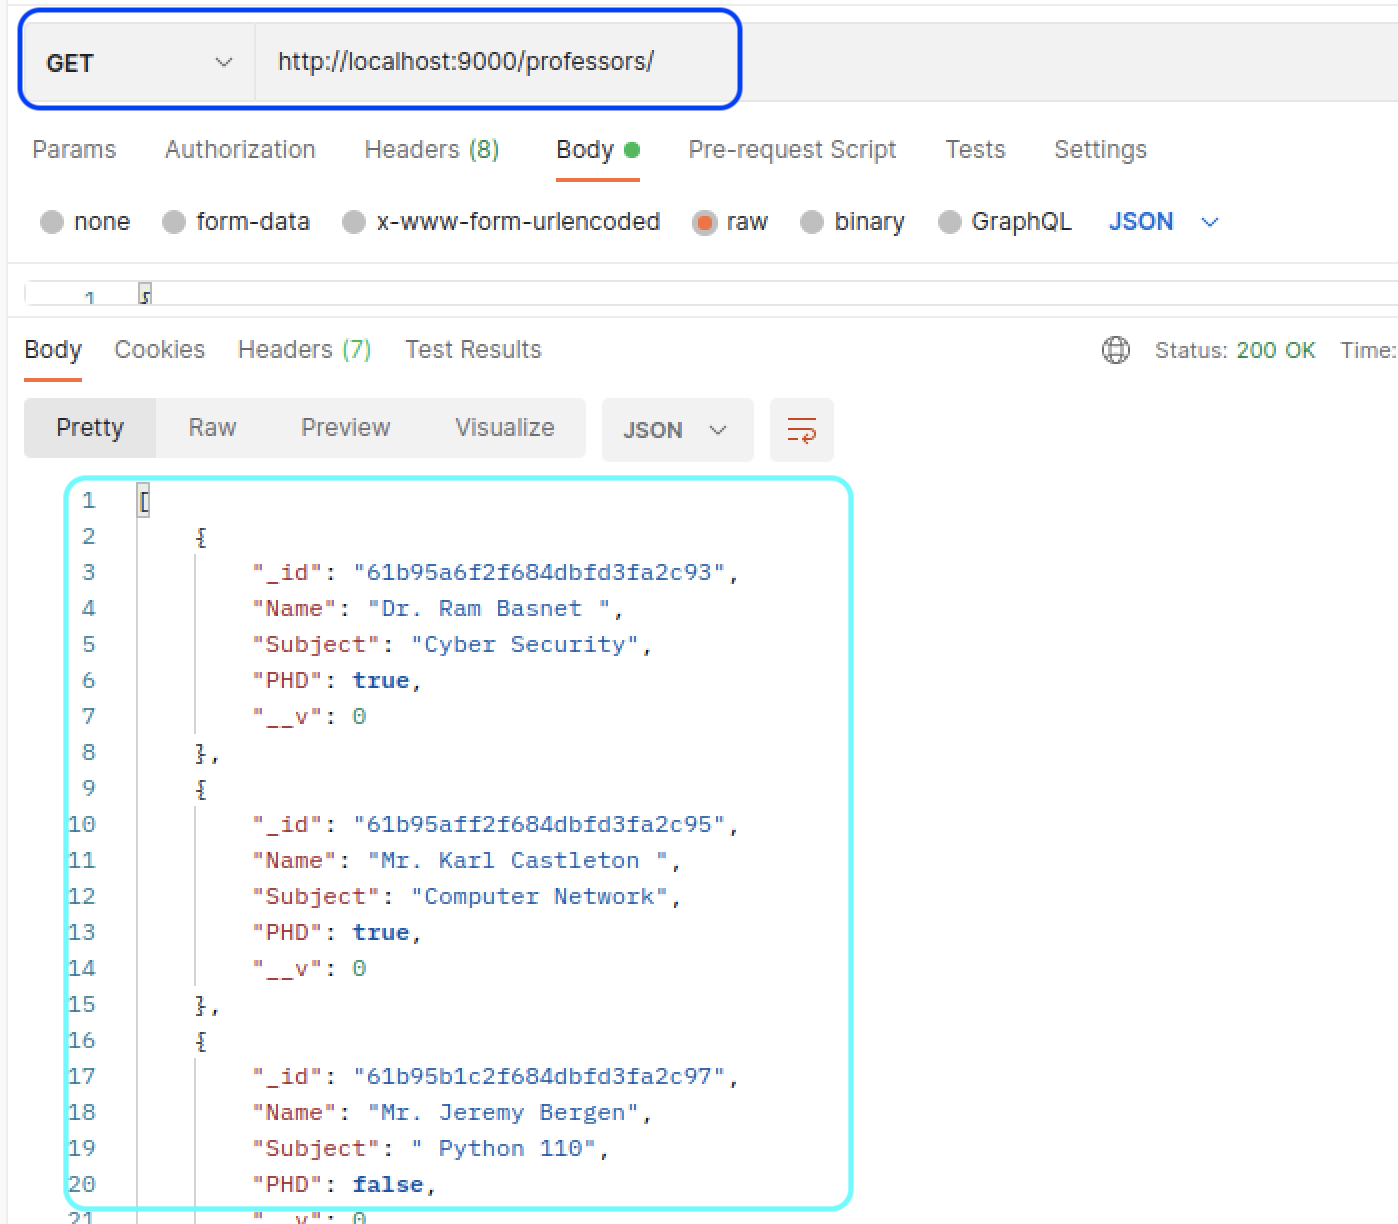 GET http://localhost:9000/professors/
Params Authorization Headers (8) Body Pre-request Script Tests Settings
none form-data x-www-form-urlencoded raw binary GraphQL JSON
1
Body Cookies Headers (7) Test Results Status: 200 OK Time:
Pretty Raw Preview Visualize JSON
1 [
2 {
3 "_id": "61b95a6f2f684dbfd3fa2c93",
4 "Name": "Dr. Ram Basnet ",
5 "Subject": "Cyber Security",
6 "PHD": true,
7 "__v": 0
8 },
9 {
10 "_id": "61b95aff2f684dbfd3fa2c95",
11 "Name": "Mr. Karl Castleton ",
12 "Subject": "Computer Network",
13 "PHD": true,
14 "__v": 0
15 },
16 {
17 "_id": "61b95b1c2f684dbfd3fa2c97",
18 "Name": "Mr. Jeremy Bergen",
19 "Subject": " Python 110",
20 "PHD": false,
21 "__v": 0